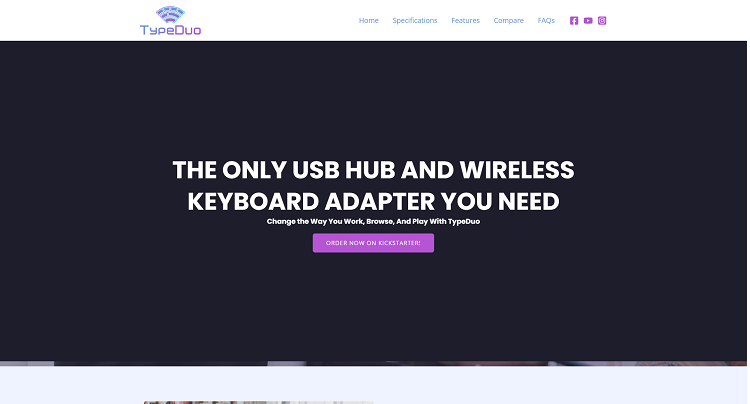 TypeDuo
Home Specifications Features Compare FAQs
THE ONLY USB HUB AND WIRELESS
KEYBOARD ADAPTER YOU NEED
Change the Way You Work, Browse, And Play With TypeDuo
ORDER NOW ON KICKSTARTER!